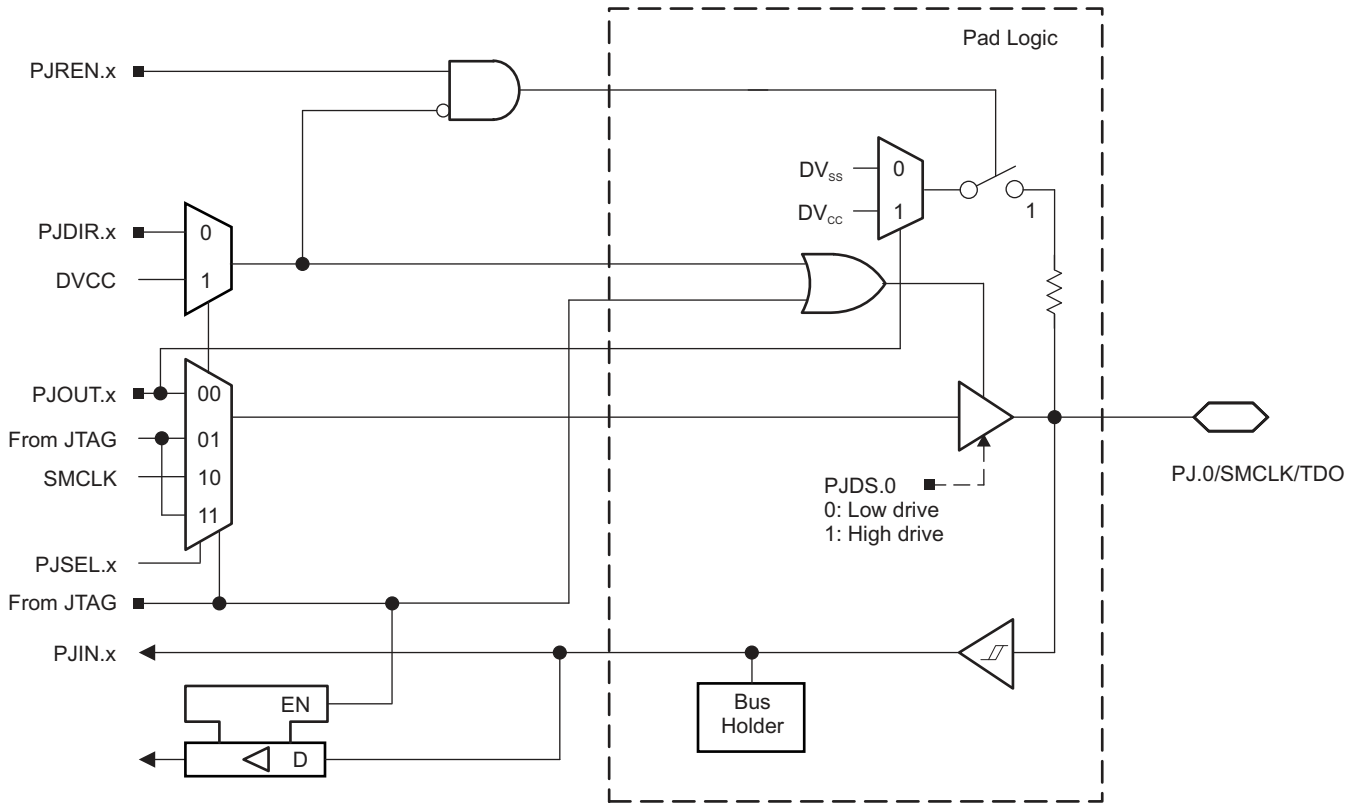 Pad Logic
PJREN.x
DVSS
0
DVCC
1
1
PJDIR.x
0
DVCC
1
PJOUT.x
00
From JTAG
01
SMCLK
10
11
PJDS.0
0: Low drive
1: High drive
PJ.0/SMCLK/TDO
PJSEL.x
From JTAG
PJIN.x
EN
D
Bus
Holder